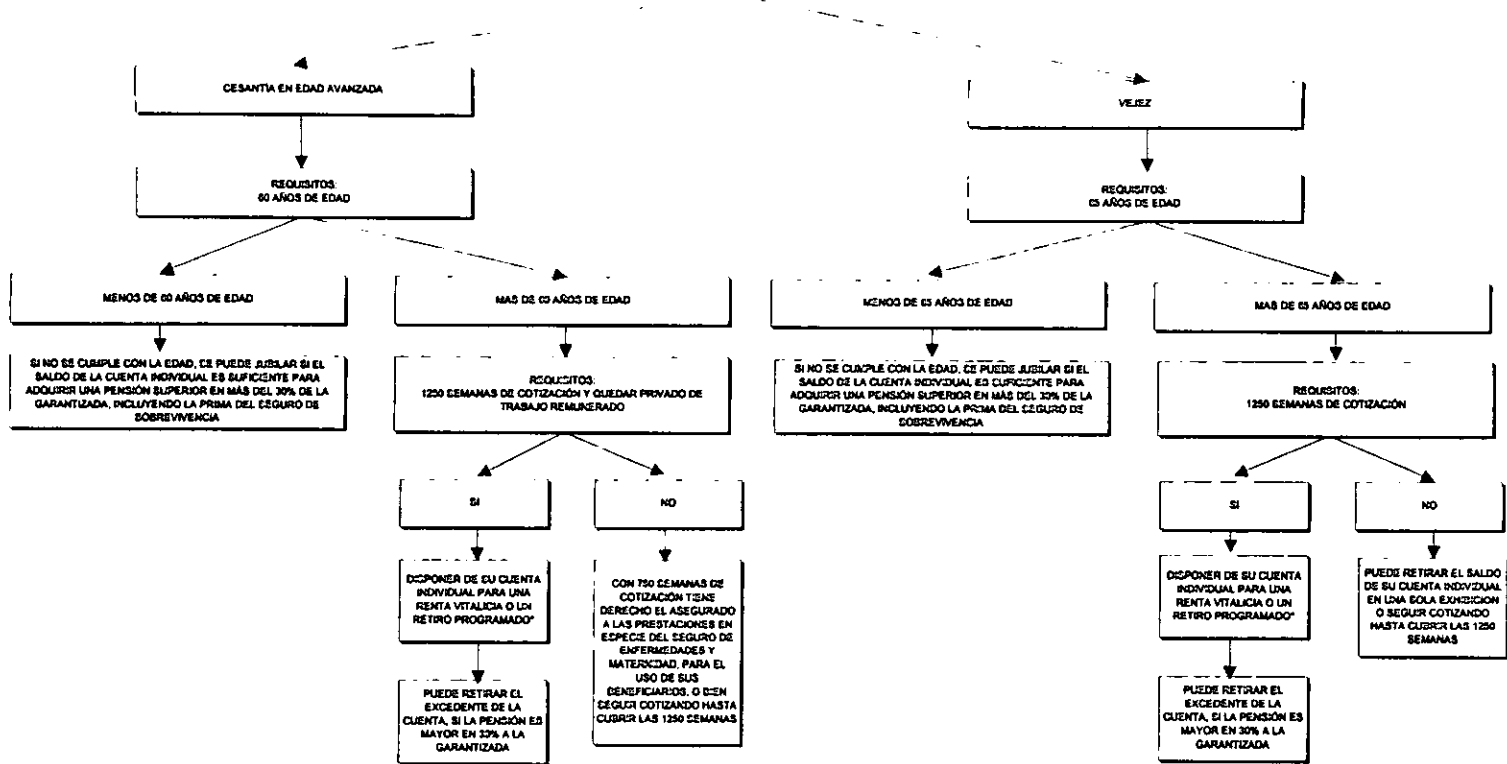 CESANTÍA EN EDAD AVANZADA
REQUISITOS:
60 AÑOS DE EDAD
MENOS DE 60 AÑOS DE EDAD
SI NO SE CUMPLE CON LA EDAD, SE PUEDE JUBILAR SI EL
SALDO DE LA CUENTA INDIVIDUAL ES SUFICIENTE PARA
ADQUIRIR UNA PENSIÓN SUPERIOR EN MÁS DEL 30% DE LA
GARANTIZADA, INCLUYENDO LA PRIMA DEL SEGURO DE
SOBREVIVENCIA
MAS DE 60 AÑOS DE EDAD
REQUISITOS:
1250 SEMANAS DE COTIZACIÓN Y QUEDAR PRIVADO DE
TRABAJO REMUNERADO
SI
DISPONER DE SU CUENTA
INDIVIDUAL PARA UNA
RENTA VITALICIA O UN
RETIRO PROGRAMADO*
PUEDE RETIRAR EL
EXCEDENTE DE LA
CUENTA, SI LA PENSIÓN ES
MAYOR EN 30% A LA
GARANTIZADA
NO
CON 750 SEMANAS DE
COTIZACIÓN TIENE
DERECHO EL ASEGURADO
A LAS PRESTACIONES EN
ESPECIE DEL SEGURO DE
ENFERMEDADES Y
MATERNIDAD, PARA EL
USO DE SUS
BENEFICIARIOS, O BIEN
SEGUIR COTIZANDO HASTA
CUBRIR LAS 1250 SEMANAS
VEJEZ
REQUISITOS:
65 AÑOS DE EDAD
MENOS DE 65 AÑOS DE EDAD
SI NO SE CUMPLE CON LA EDAD, SE PUEDE JUBILAR SI EL
SALDO DE LA CUENTA INDIVIDUAL ES SUFICIENTE PARA
ADQUIRIR UNA PENSIÓN SUPERIOR EN MÁS DEL 30% DE LA
GARANTIZADA, INCLUYENDO LA PRIMA DEL SEGURO DE
SOBREVIVENCIA
MAS DE 65 AÑOS DE EDAD
REQUISITOS:
1250 SEMANAS DE COTIZACIÓN
SI
DISPONER DE SU CUENTA
INDIVIDUAL PARA UNA
RENTA VITALICIA O UN
RETIRO PROGRAMADO*
PUEDE RETIRAR EL
EXCEDENTE DE LA
CUENTA, SI LA PENSIÓN ES
MAYOR EN 30% A LA
GARANTIZADA
NO
PUEDE RETIRAR EL SALDO
DE SU CUENTA INDIVIDUAL
EN UNA SOLA EXHIBICION
O SEGUIR COTIZANDO
HASTA CUBRIR LAS 1250
SEMANAS